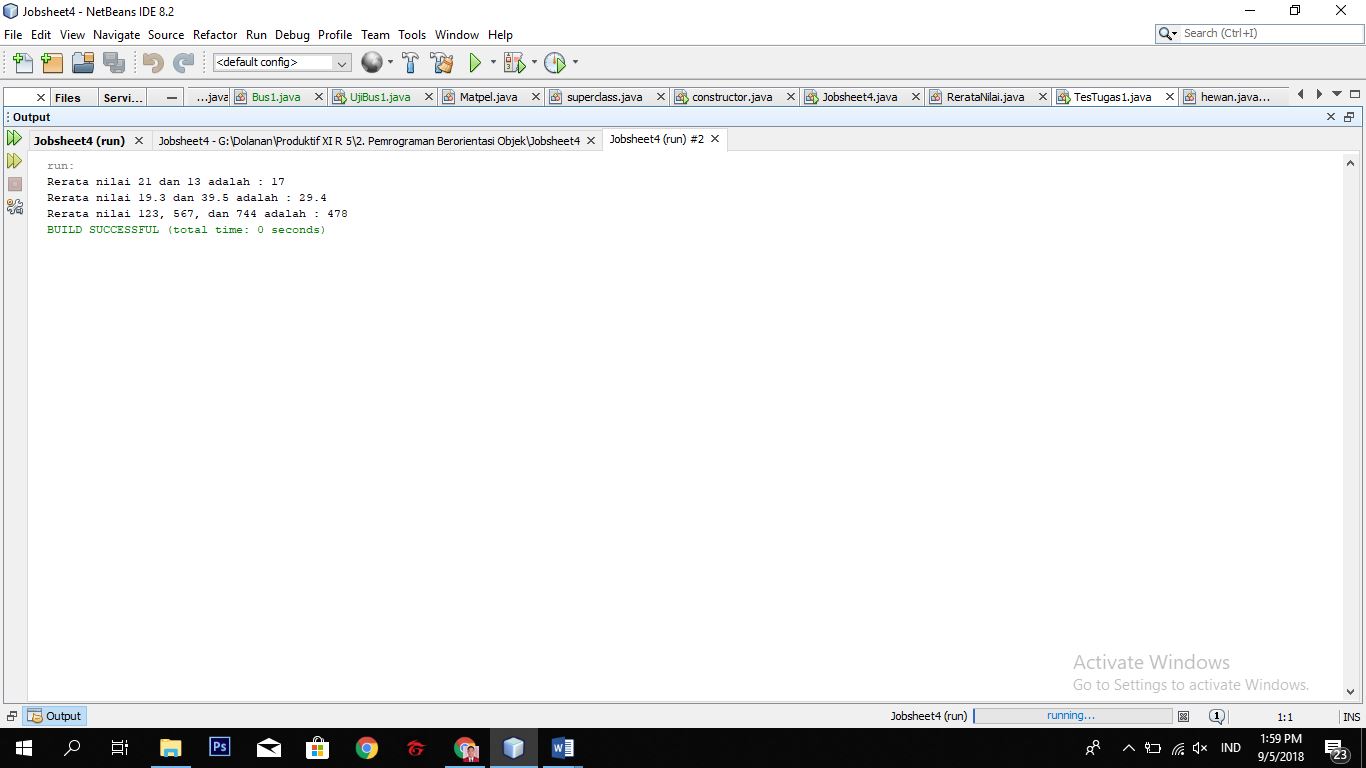 Jobsheet4 - NetBeans IDE 8.2
File Edit View Navigate Source Refactor Run Debug Profile Team Tools Window Help
Search (Ctrl+I)
<default config>
Files Servi... ...java Bus1.java UjiBus1.java Matpel.java superclass.java constructor.java Jobsheet4.java RerataNilai.java TesTugas1.java hewan.java...
Output
Jobsheet4 (run) Jobsheet4 - G:\Dolanan\Produktif XI R 5\2. Pemrograman Berorientasi Objek\Jobsheet4 Jobsheet4 (run) #2
run:
Rerata nilai 21 dan 13 adalah : 17
Rerata nilai 19.3 dan 39.5 adalah : 29.4
Rerata nilai 123, 567, dan 744 adalah : 478
BUILD SUCCESSFUL (total time: 0 seconds)
Activate Windows
Go to Settings to activate Windows.
Output Jobsheet4 (run) running... 1 1:1 INS
Ps IND 1:59 PM
9/5/2018 23